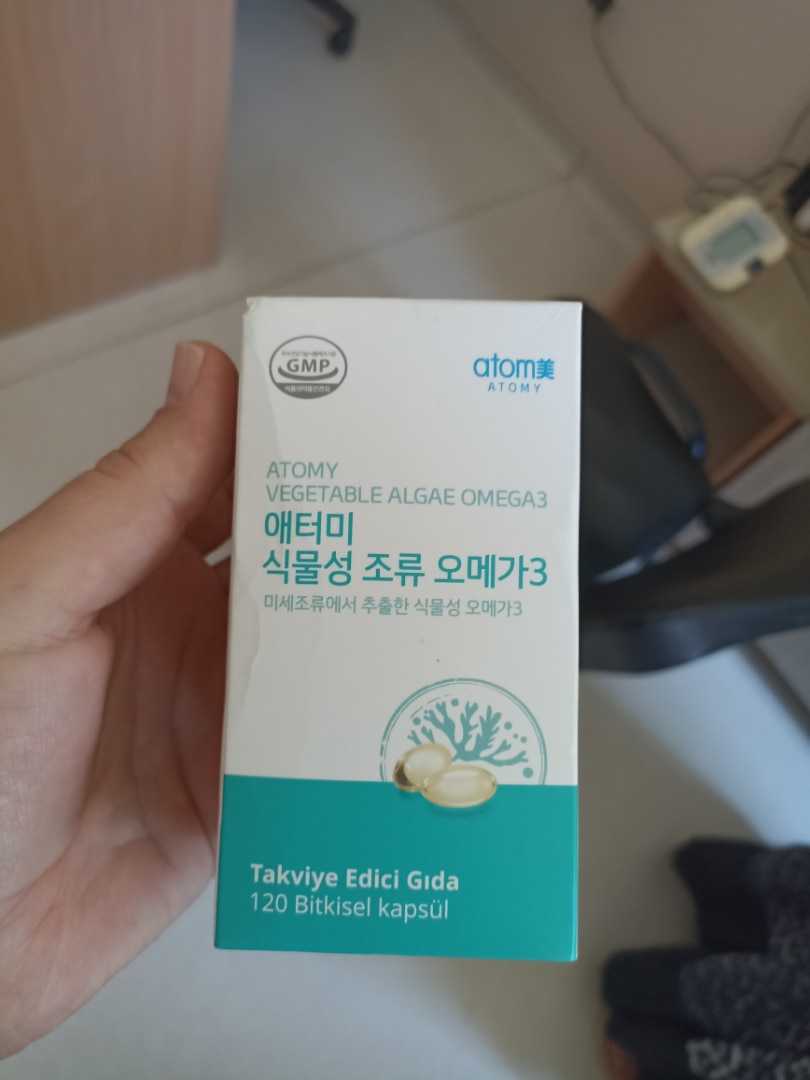 GMP
atom美
ATOMY
ATOMY
VEGETABLE ALGAE OMEGA3
애터미
식물성 조류 오메가3
미세조류에서 추출한 식물성 오메가3
Takviye Edici Gıda
120 Bitkisel kapsül